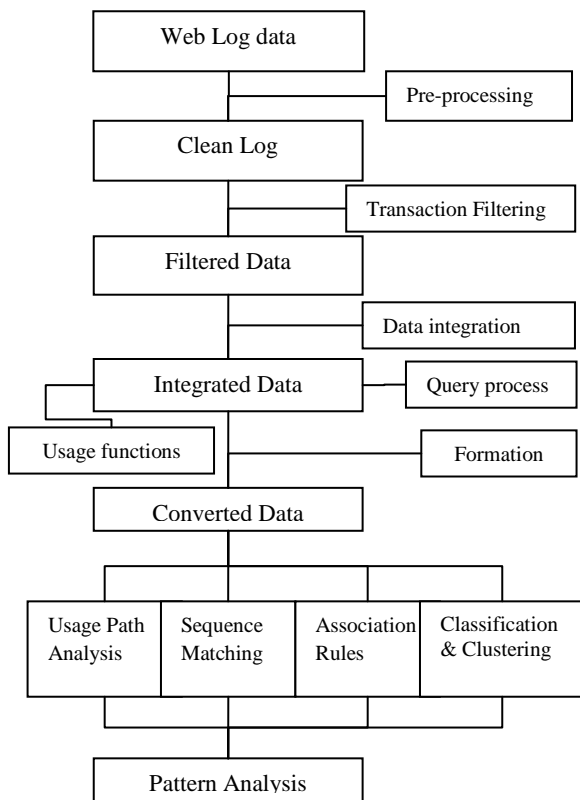 Web Log data
Pre-processing
Clean Log
Transaction Filtering
Filtered Data
Data integration
Integrated Data
Query process
Usage functions
Formation
Converted Data
Usage Path
Analysis
Sequence
Matching
Association
Rules
Classification
& Clustering
Pattern Analysis